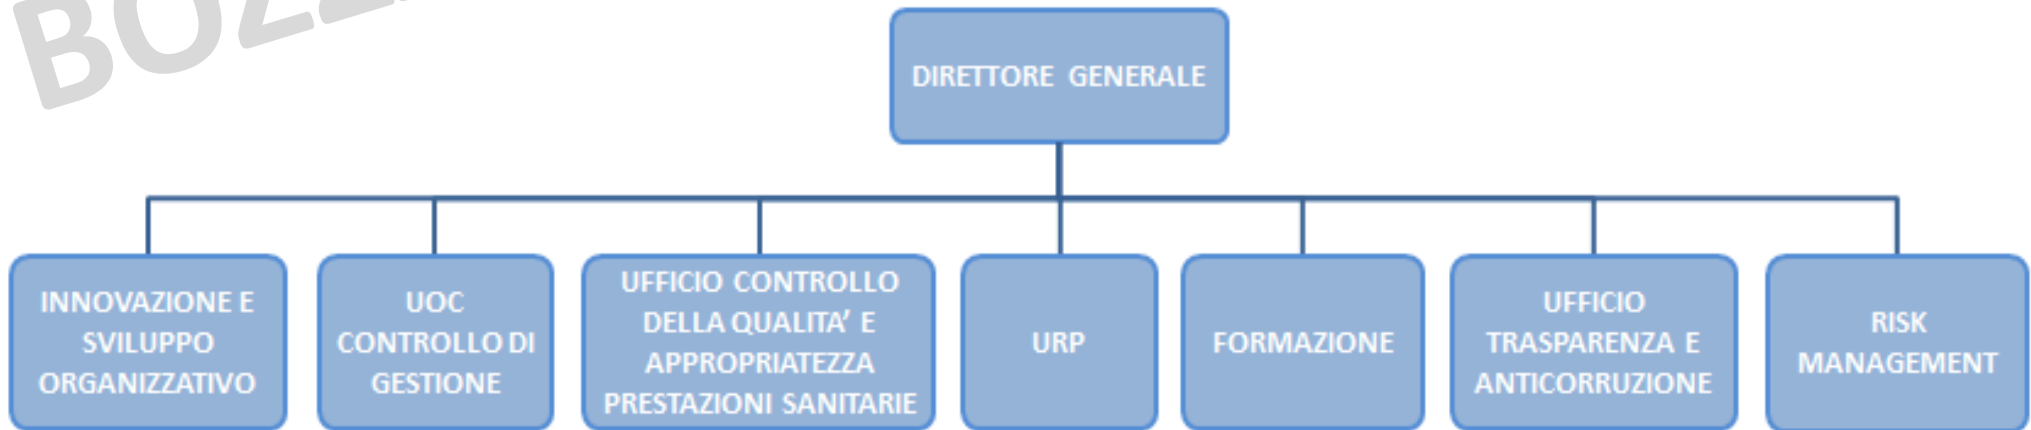 DIRETTORE GENERALE
INNOVAZIONE E
SVILUPPO
ORGANIZZATIVO
UOC
CONTROLLO DI
GESTIONE
UFFICIO CONTROLLO
DELLA QUALITA' E
APPROPRIATEZZA
PRESTAZIONI SANITARIE
URP
FORMAZIONE
UFFICIO
TRASPARENZA E
ANTICORRUZIONE
RISK
MANAGEMENT